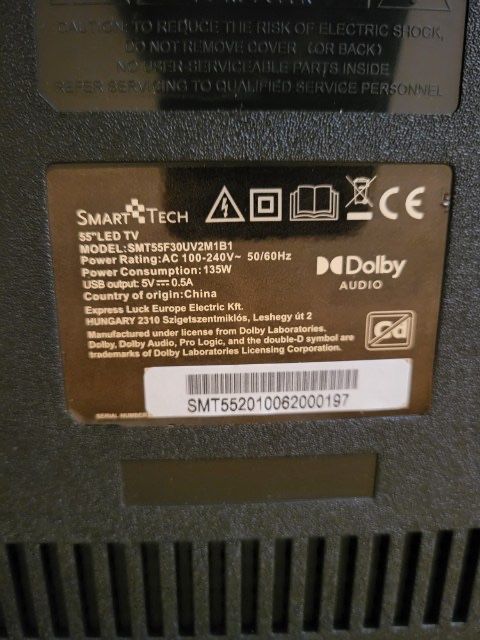 CAUTION: TO REDUCE THE RISK OF ELECTRIC SHOCK,
DO NOT REMOVE COVER (OR BACK)
NO USER-SERVICEABLE PARTS INSIDE
REFER SERVICING TO QUALIFIED SERVICE PERSONNEL
SMART TECH
55"LED TV
MODEL:SMT55F30UV2M1B1
Power Rating:AC 100-240V~ 50/60Hz
Power Consumption: 135W
USB output: 5V⎓0.5A
Country of origin:China
Express Luck Europe Electric Kft.
HUNGARY 2310 Szigetszentmiklós, Leshegy út 2
Manufactured under license from Dolby Laboratories.
Dolby, Dolby Audio, Pro Logic, and the double-D symbol are
trademarks of Dolby Laboratories Licensing Corporation.
CE
Dolby
AUDIO
Pb
SERIAL NUMBER
SMT552010062000197